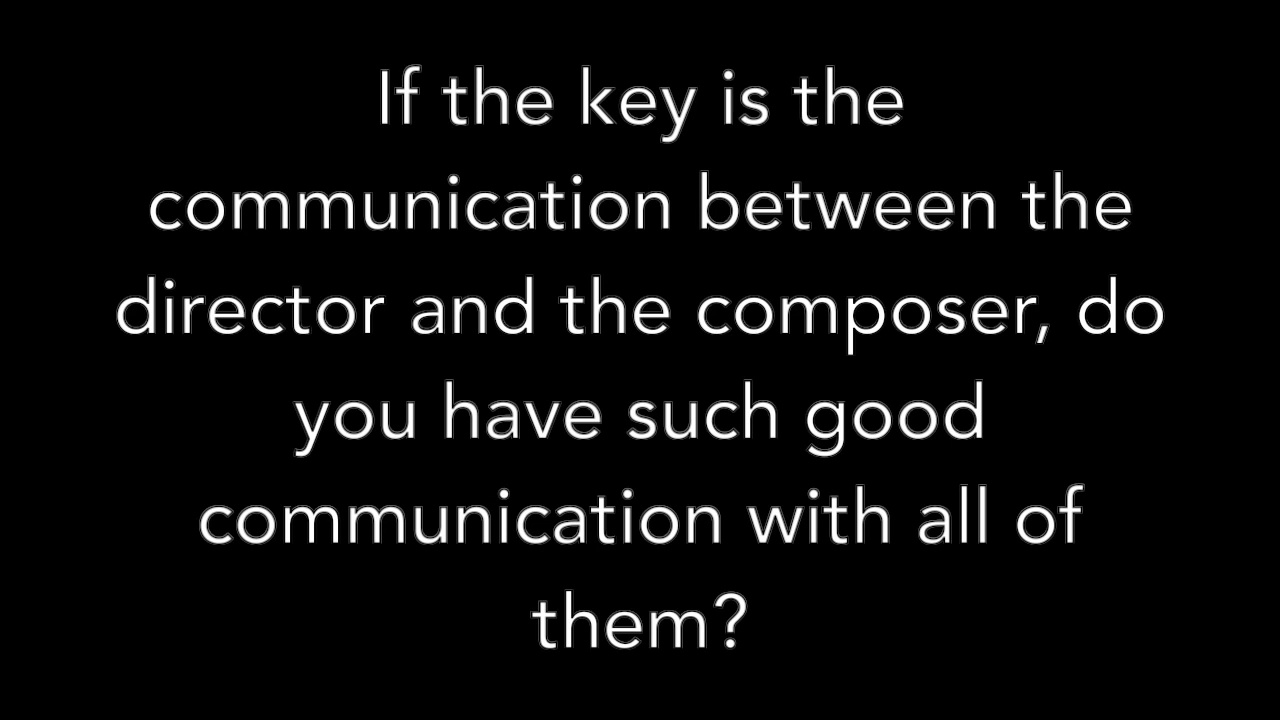 If the key is the
communication between the
director and the composer, do
you have such good
communication with all of
them?